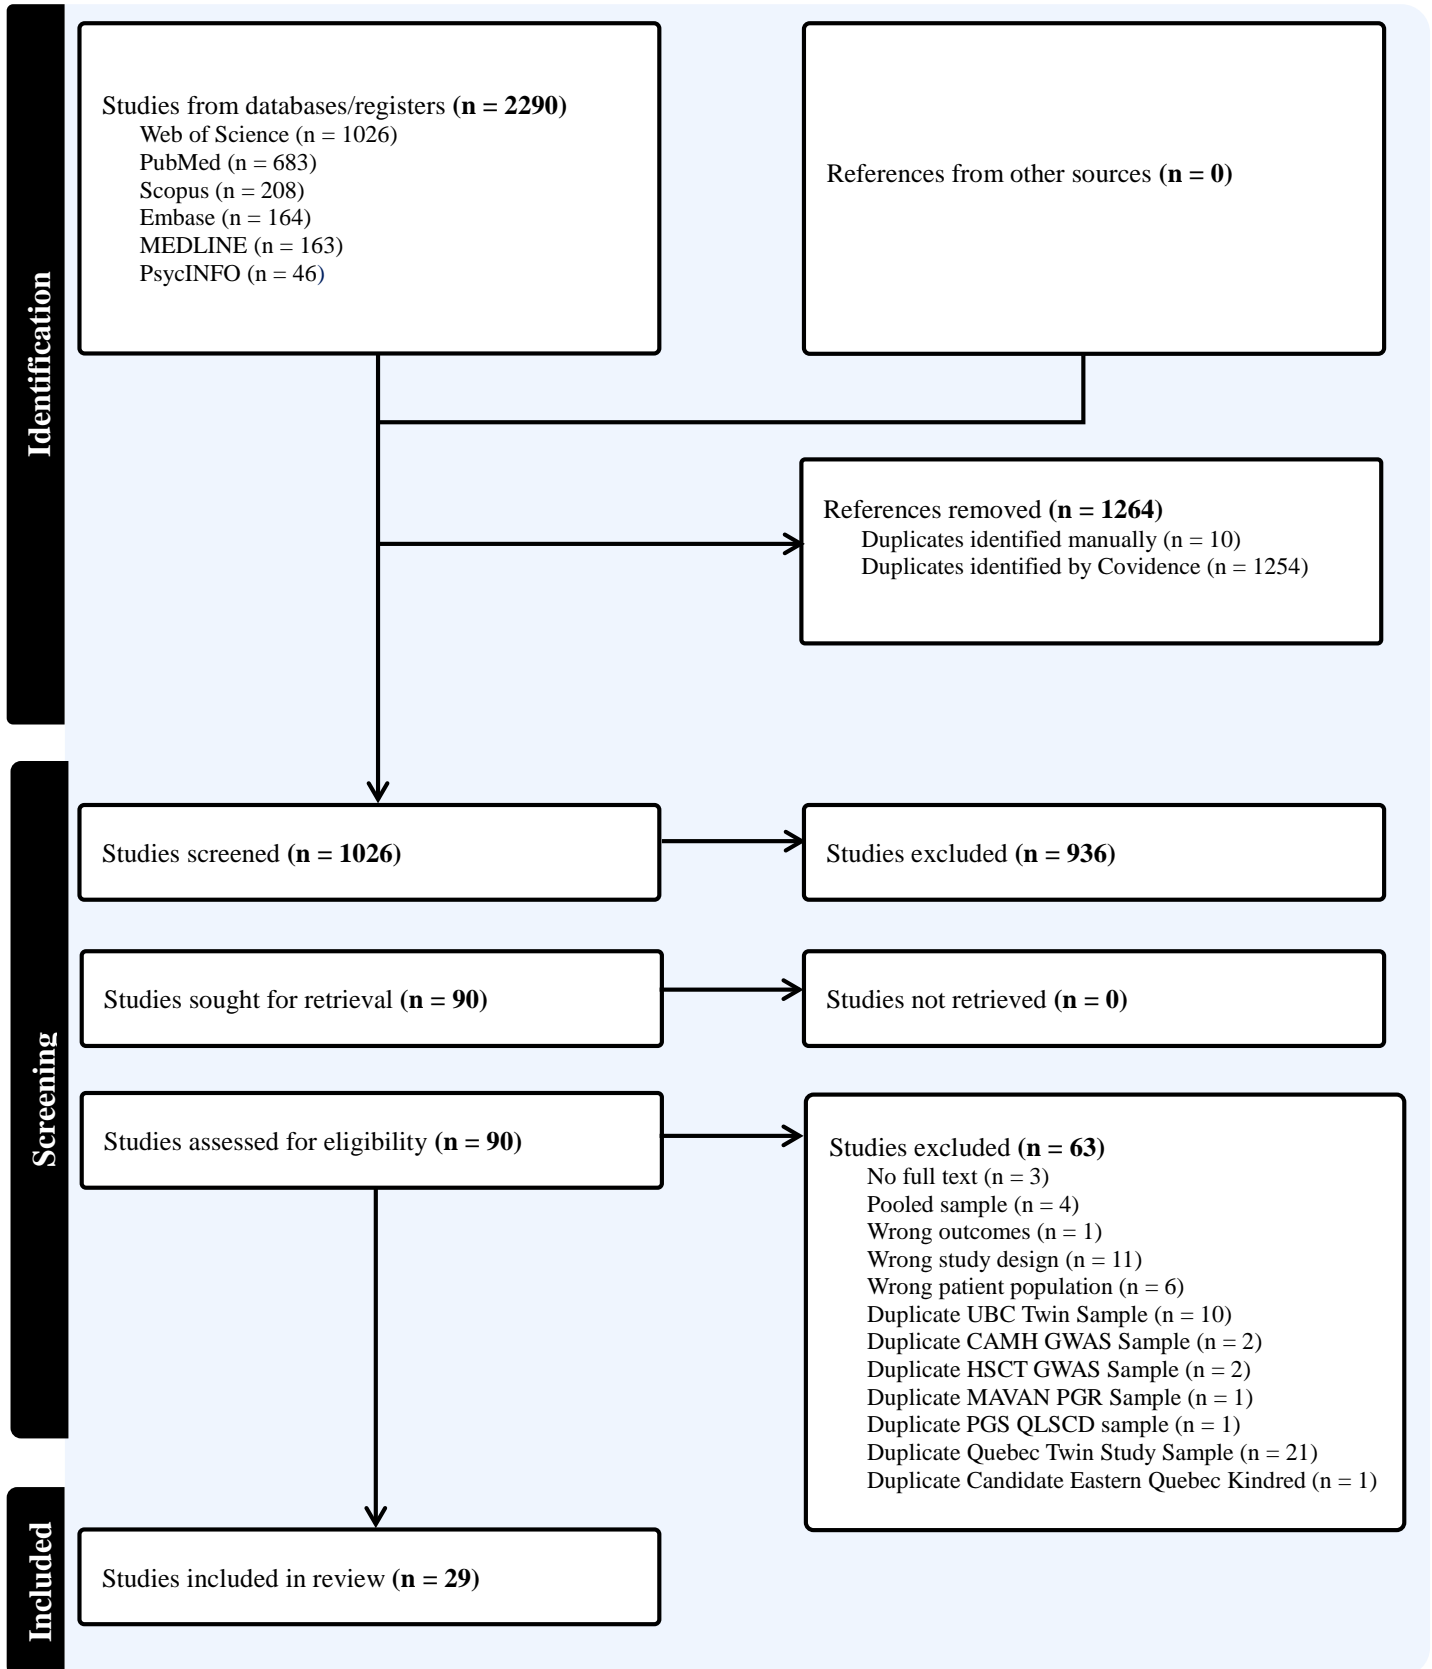 Identification
Studies from databases/registers (n = 2290)
Web of Science (n = 1026)
PubMed (n = 683)
Scopus (n = 208)
Embase (n = 164)
MEDLINE (n = 163)
PsycINFO (n = 46)
References from other sources (n = 0)
References removed (n = 1264)
Duplicates identified manually (n = 10)
Duplicates identified by Covidence (n = 1254)
Screening
Studies screened (n = 1026)
Studies excluded (n = 936)
Studies sought for retrieval (n = 90)
Studies not retrieved (n = 0)
Studies assessed for eligibility (n = 90)
Studies excluded (n = 63)
No full text (n = 3)
Pooled sample (n = 4)
Wrong outcomes (n = 1)
Wrong study design (n = 11)
Wrong patient population (n = 6)
Duplicate UBC Twin Sample (n = 10)
Duplicate CAMH GWAS Sample (n = 2)
Duplicate HSCT GWAS Sample (n = 2)
Duplicate MAVAN PGR Sample (n = 1)
Duplicate PGS QLSCD sample (n = 1)
Duplicate Quebec Twin Study Sample (n = 21)
Duplicate Candidate Eastern Quebec Kindred (n = 1)
Included
Studies included in review (n = 29)